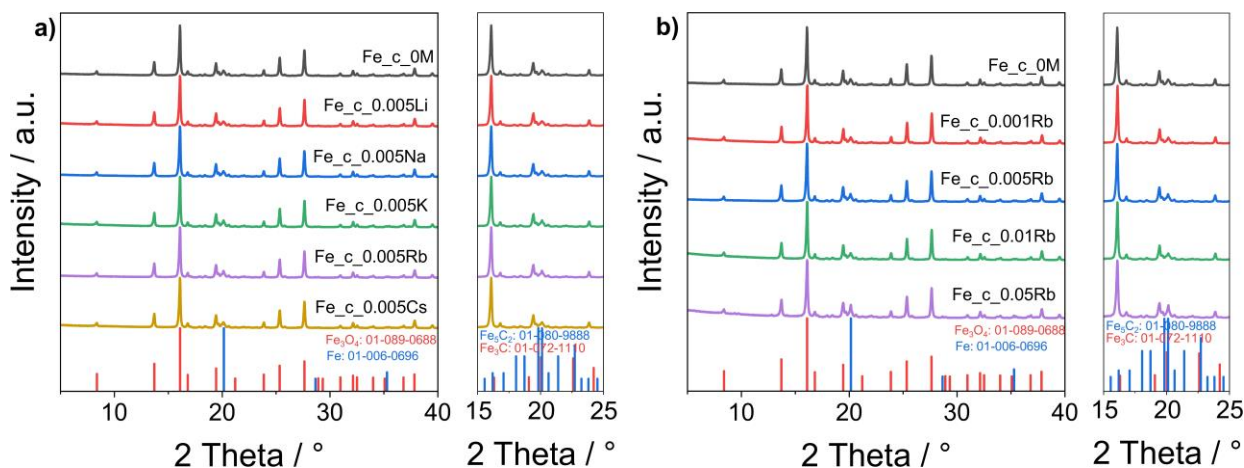 a)
Intensity / a.u.
Fe_c_0M
Fe_c_0.005Li
Fe_c_0.005Na
Fe_c_0.005K
Fe_c_0.005Rb
Fe_c_0.005Cs
Fe₃O₄: 01-089-0688
Fe: 01-006-0696
10 20 30 40
2 Theta / °
Fe₅C₂: 01-080-9888
Fe₃C: 01-072-1110
15 20 25
2 Theta / °
b)
Intensity / a.u.
Fe_c_0M
Fe_c_0.001Rb
Fe_c_0.005Rb
Fe_c_0.01Rb
Fe_c_0.05Rb
Fe₃O₄: 01-089-0688
Fe: 01-006-0696
10 20 30 40
2 Theta / °
Fe₅C₂: 01-080-9888
Fe₃C: 01-072-1110
15 20 25
2 Theta / °